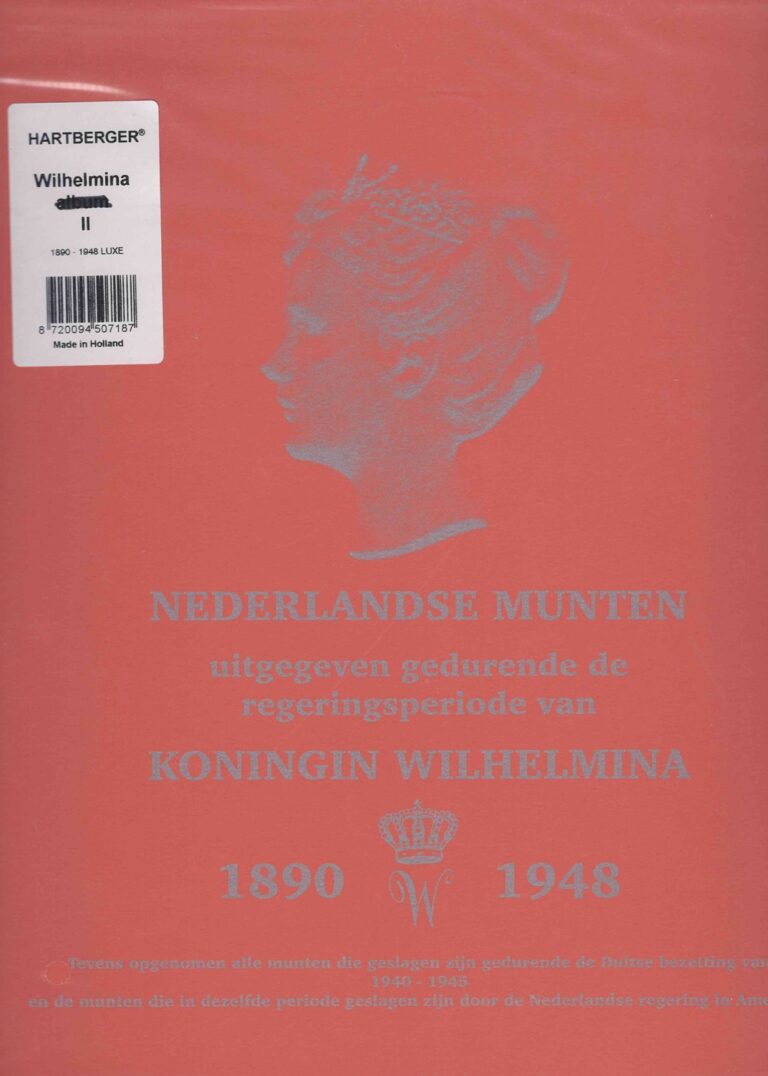 HARTBERGER®
Wilhelmina
album
II
1890 - 1948 LUXE
8 720094 507187
Made in Holland
NEDERLANDSE MUNTEN
uitgegeven gedurende de
regeringsperiode van
KONINGIN WILHELMINA
1890 W 1948
Tevens opgenomen alle munten die geslagen zijn gedurende de Duitse bezetting van
1940 - 1945
en de munten die in dezelfde periode geslagen zijn door de Nederlandse regering in Ame